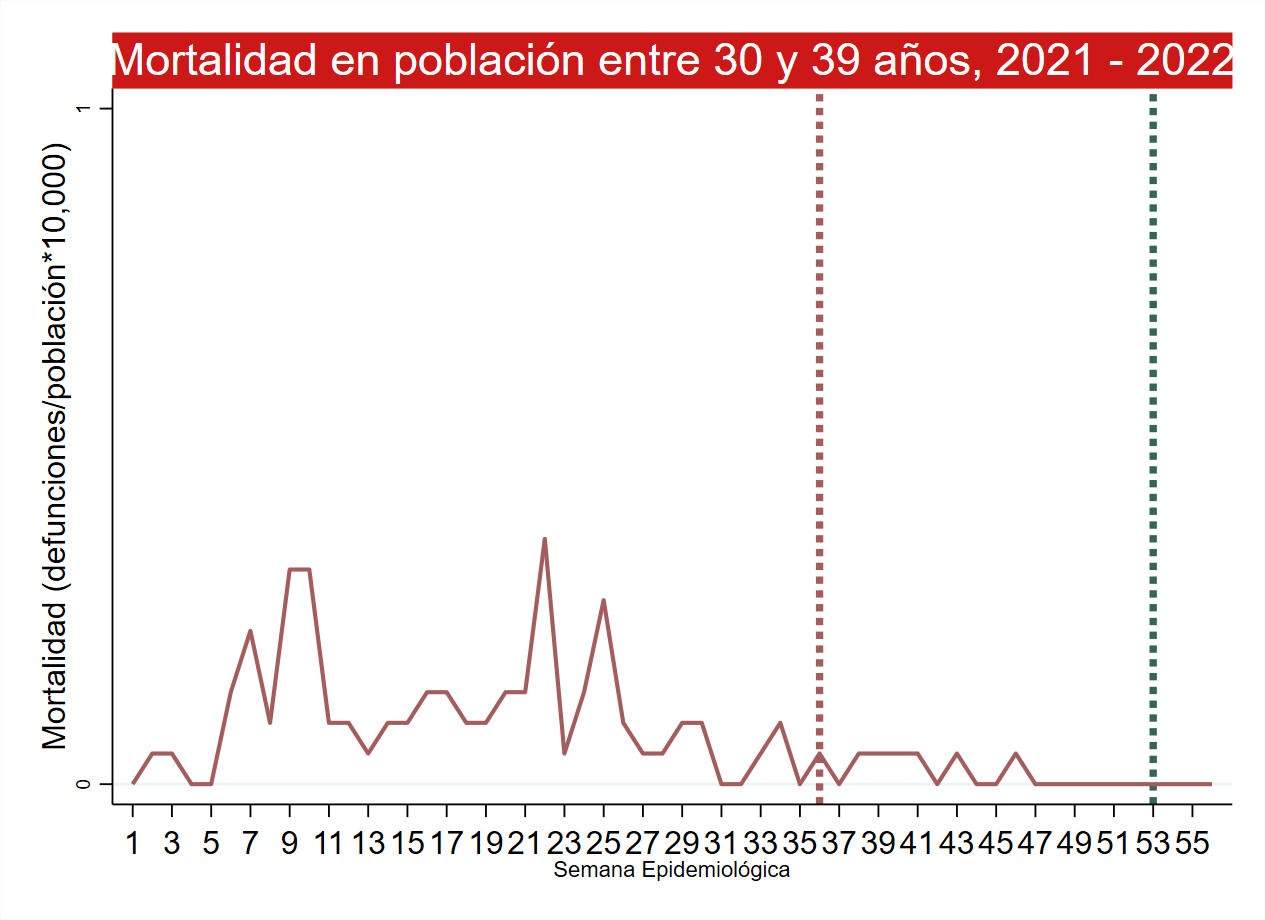 Mortalidad en población entre 30 y 39 años, 2021 - 2022
Mortalidad (defunciones/población*10,000)
1
0
1 3 5 7 9 11 13 15 17 19 21 23 25 27 29 31 33 35 37 39 41 43 45 47 49 51 53 55
Semana Epidemiológica